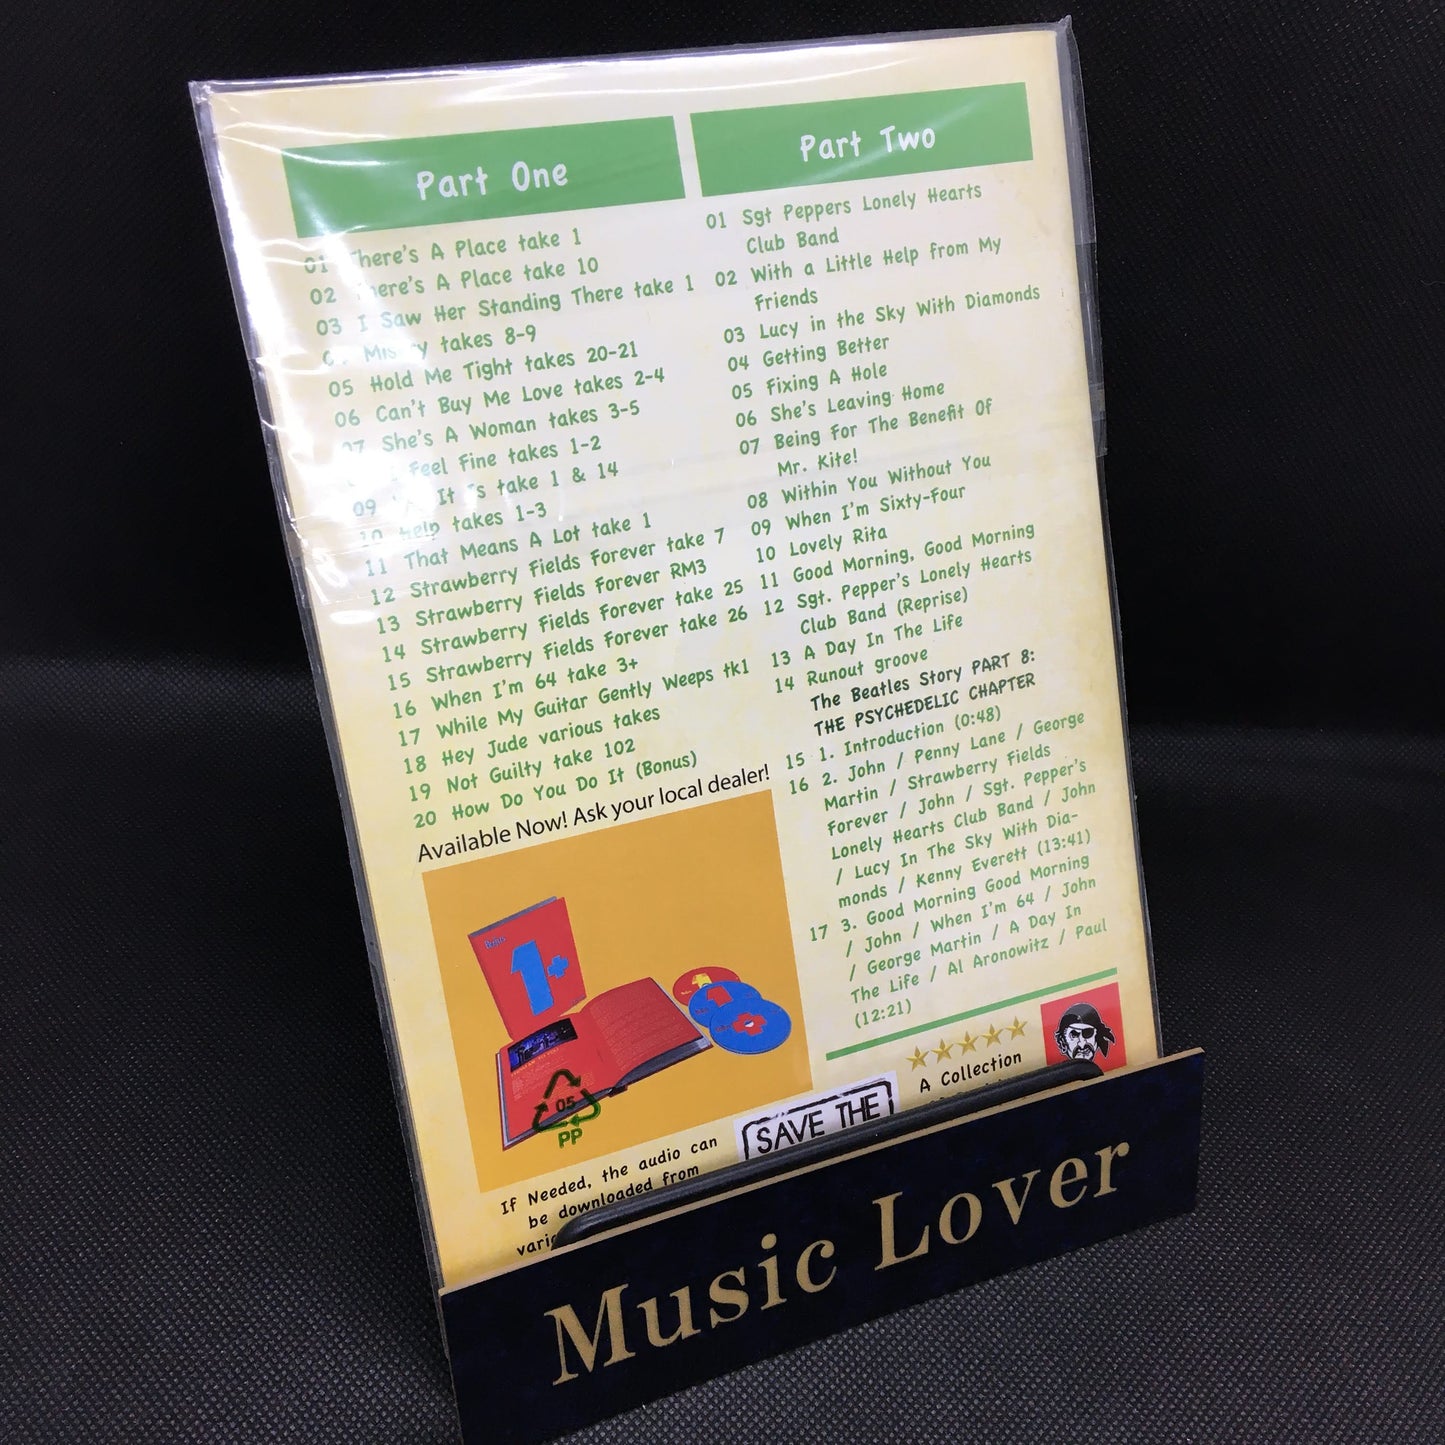 Part One
01 There's A Place take 1
02 There's A Place take 10
03 I Saw Her Standing There take 1
Misery takes 8-9
05 Hold Me Tight takes 20-21
06 Can't Buy Me Love takes 2-4
07 She's A Woman takes 3-5
I Feel Fine takes 1-2
09 It Is take 1 & 14
10 Help takes 1-3
11 That Means A Lot take 1
12 Strawberry Fields Forever take 7
13 Strawberry Fields Forever RM3
14 Strawberry Fields Forever take 25
15 Strawberry Fields Forever take 26
16 When I'm 64 take 3+
17 While My Guitar Gently Weeps tk1
18 Hey Jude various takes
19 Not Guilty take 102
20 How Do You Do It (Bonus)
Available Now! Ask your local dealer!
1+
05
PP
If Needed, the audio can
be downloaded from
Part Two
01 Sgt Peppers Lonely Hearts
Club Band
02 With a Little Help from My
Friends
03 Lucy in the Sky With Diamonds
04 Getting Better
05 Fixing A Hole
06 She's Leaving Home
07 Being For The Benefit Of
Mr. Kite!
08 Within You Without You
09 When I'm Sixty-Four
10 Lovely Rita
11 Good Morning, Good Morning
12 Sgt. Pepper's Lonely Hearts
Club Band (Reprise)
13 A Day In The Life
14 Runout groove
The Beatles Story PART 8:
THE PSYCHEDELIC CHAPTER
15 1. Introduction (0:48)
16 2. John / Penny Lane / George
Martin / Strawberry Fields
Forever / John / Sgt. Pepper's
Lonely Hearts Club Band / John
/ Lucy In The Sky With Dia-
monds / Kenny Everett (13:41)
17 3. Good Morning Good Morning
/ John / When I'm 64 / John
/ George Martin / A Day In
The Life / Al Aronowitz / Paul
(12:21)
A Collection
SAVE THE
Music Lover